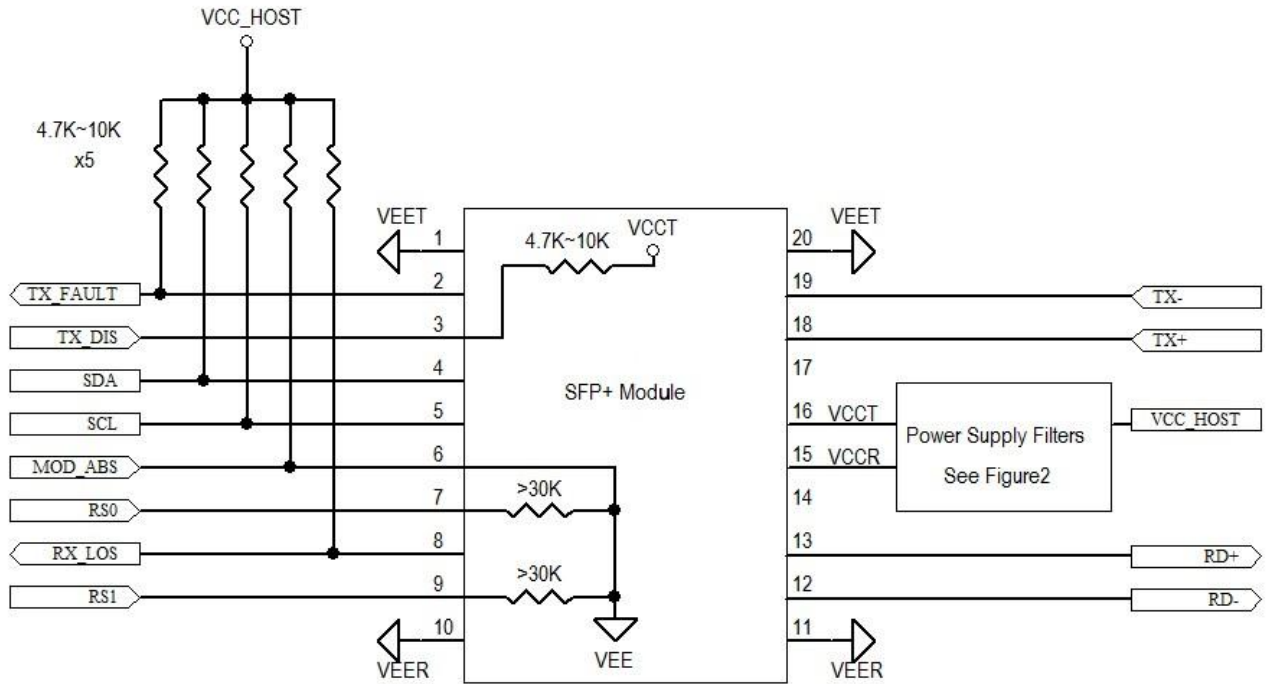 VCC_HOST
4.7K~10K
x5
VEET
1
4.7K~10K
VCCT
20
VEET
TX_FAULT
2
19
TX-
TX_DIS
3
18
TX+
SDA
4
17
SFP+ Module
SCL
5
16
VCCT
Power Supply Filters
See Figure2
VCC_HOST
MOD_ABS
6
15
VCCR
RS0
7
>30K
14
RX_LOS
8
13
RD+
RS1
9
>30K
12
RD-
10
VEER
VEE
11
VEER